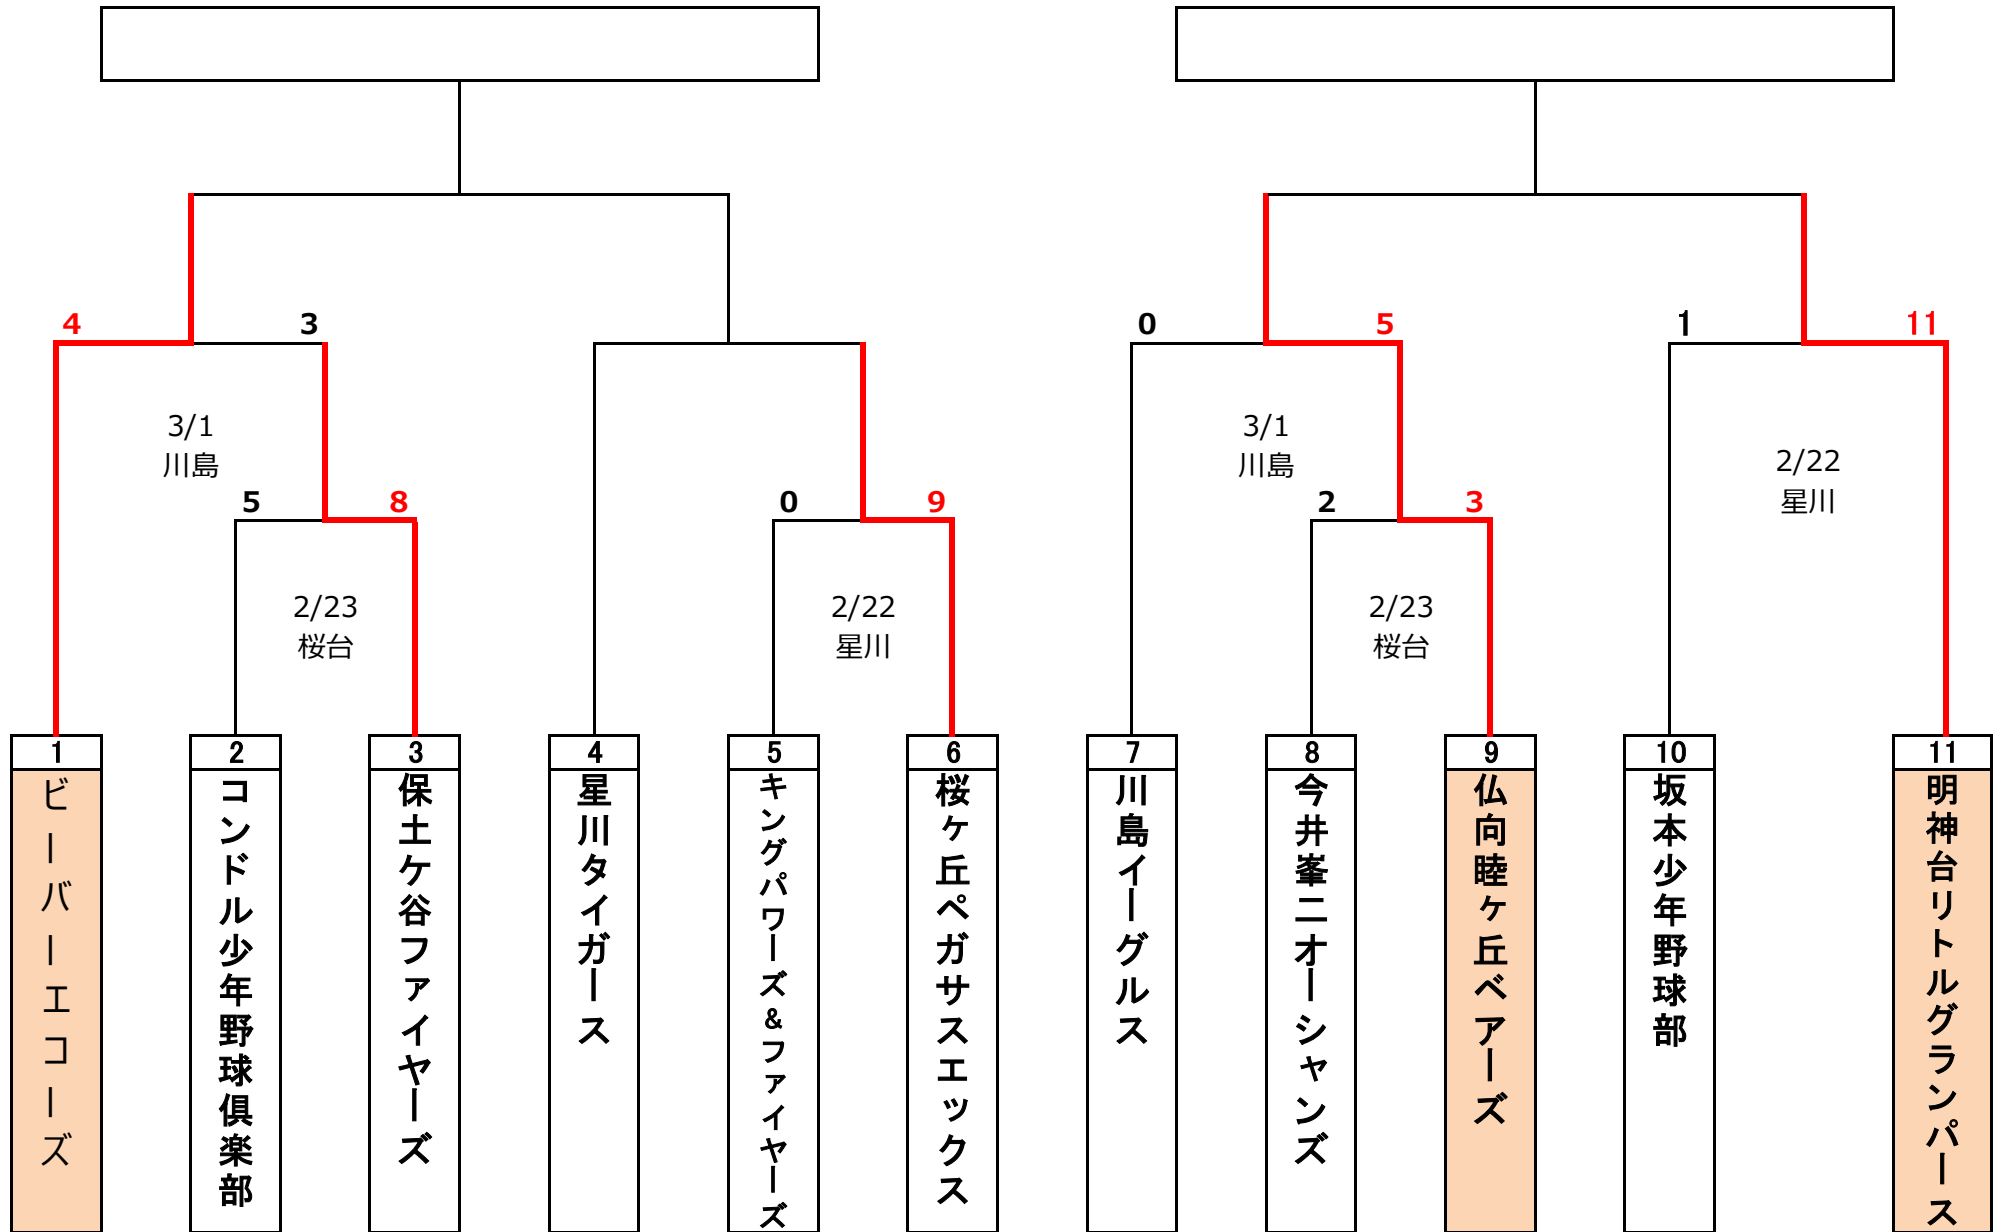 4
3
0
5
1
11
3/1
川島
3/1
川島
2/22
星川
5
8
0
9
2
3
2/23
桜台
2/22
星川
2/23
桜台
1
2
3
4
5
6
7
8
9
10
11
ビーバーエコーズ
コンドル少年野球倶楽部
保土ケ谷ファイヤーズ
星川タイガース
キングパワーズ&ファイヤーズ
桜ヶ丘ペガサスエックス
川島イーグルス
今井峯二オーシャンズ
仏向睦ヶ丘ベアーズ
坂本少年野球部
明神台リトルグランパース